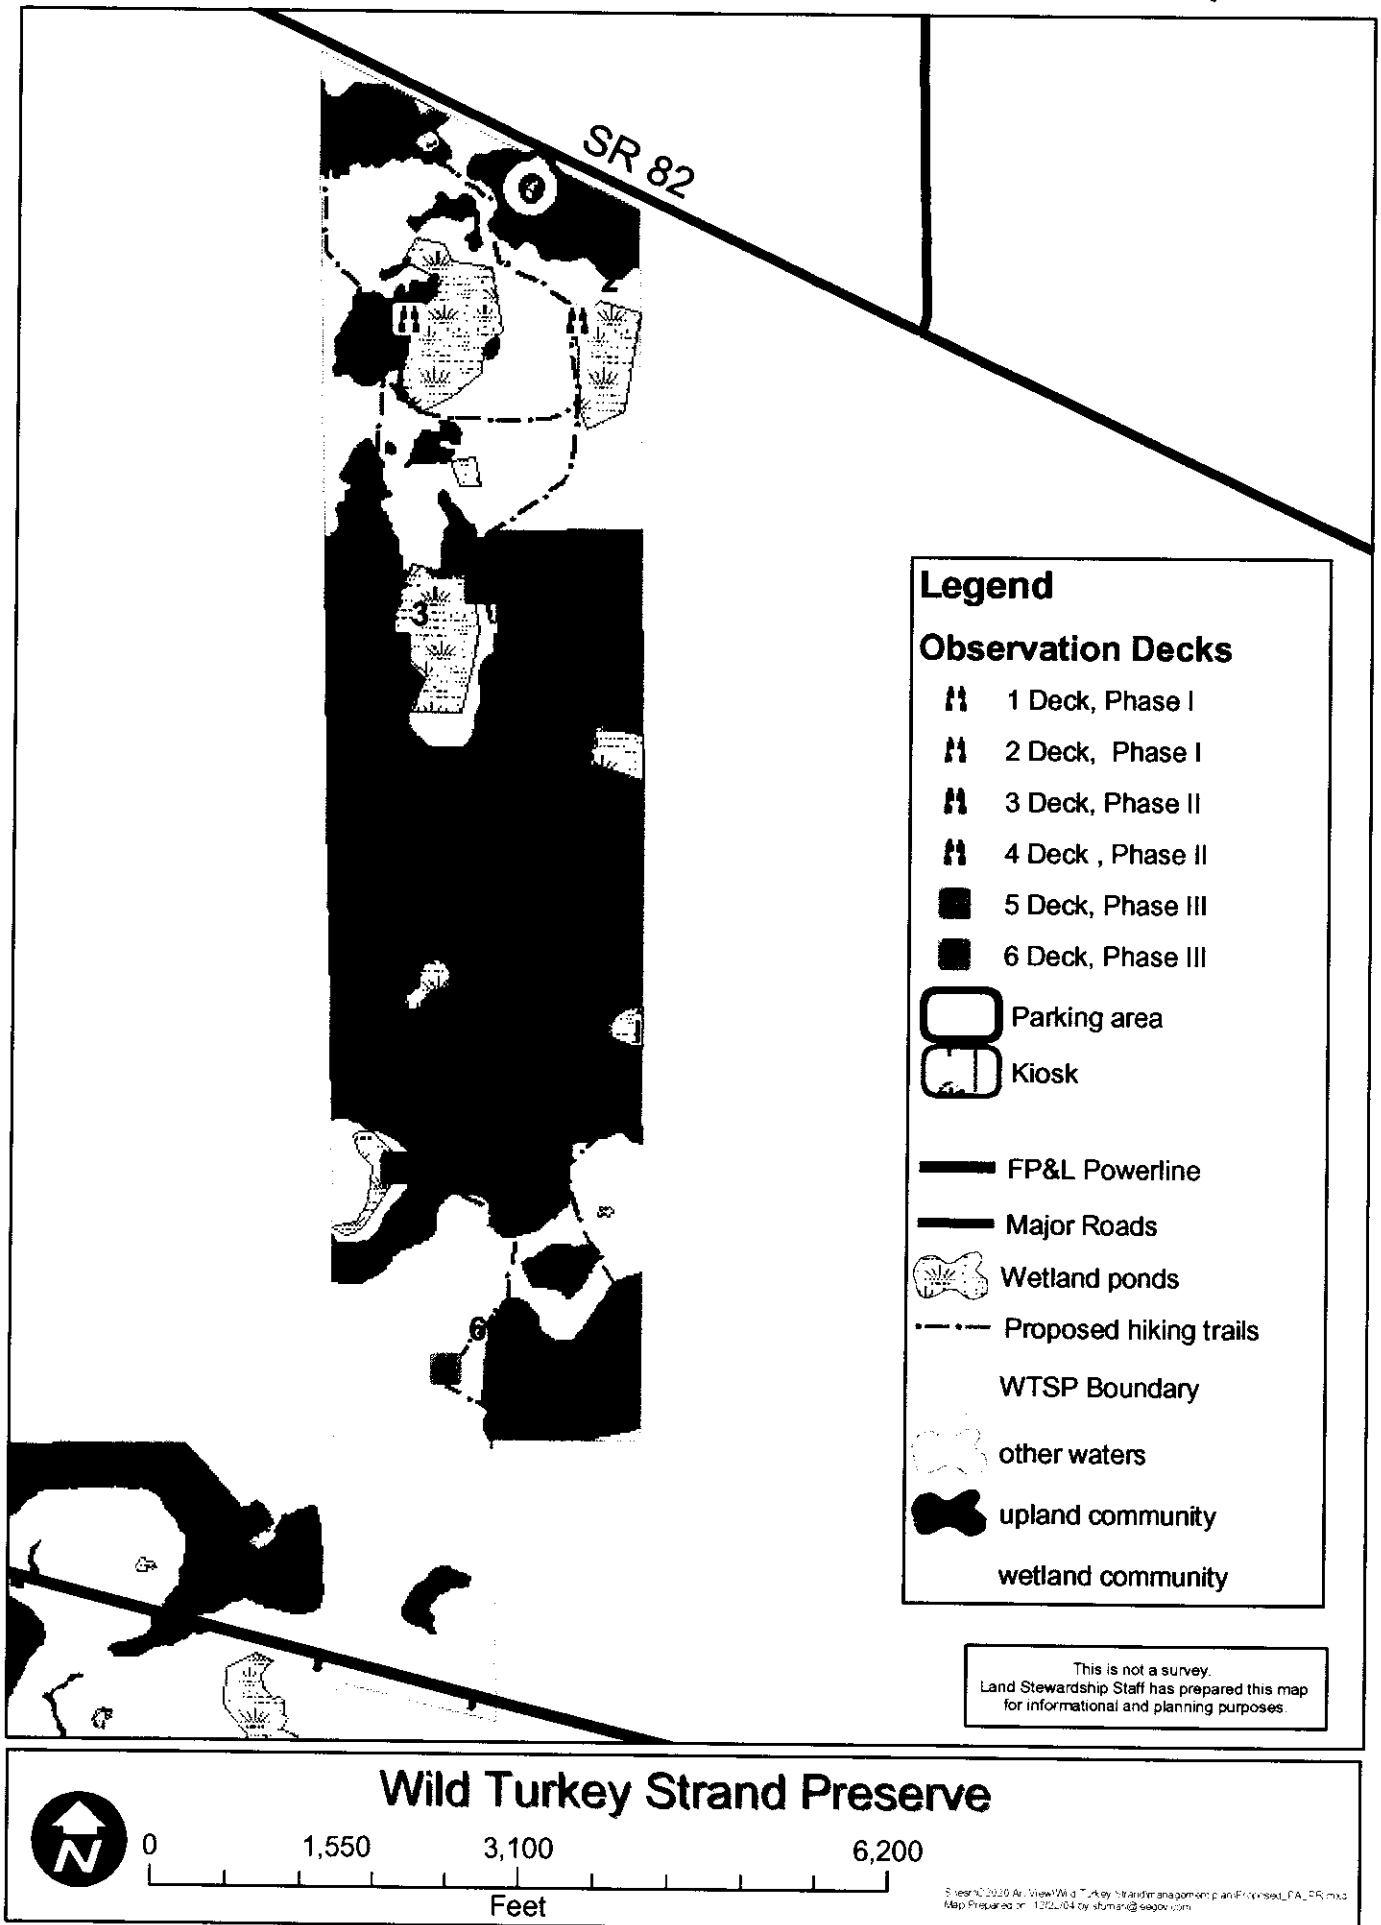 SR 82
2
3
6
Legend
Observation Decks
1 Deck, Phase I
2 Deck, Phase I
3 Deck, Phase II
4 Deck , Phase II
5 Deck, Phase III
6 Deck, Phase III
Parking area
Kiosk
FP&L Powerline
Major Roads
Wetland ponds
Proposed hiking trails
WTSP Boundary
other waters
upland community
wetland community
This is not a survey.
Land Stewardship Staff has prepared this map
for informational and planning purposes.
Wild Turkey Strand Preserve
N
0 1,550 3,100 6,200
Feet
Map Prepared on